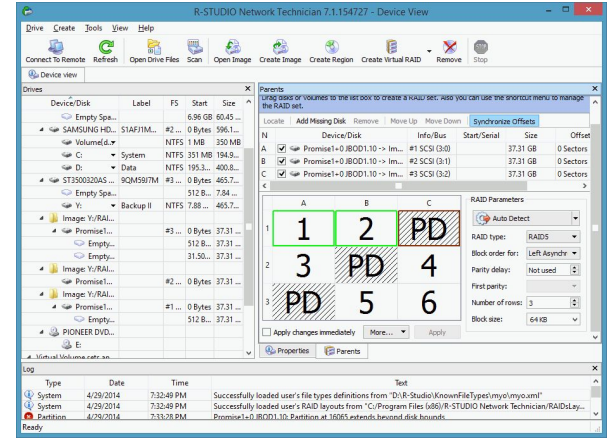 R-STUDIO Network Technician 7.1.154727 - Device View
Drive Create Tools View Help
Connect To Remote Refresh Open Drive Files Scan Open Image Create Image Create Region Create Virtual RAID Remove Stop
Device view
Drives
Device/Disk Label FS Start Size
Empty Spa... 6.96 GB 60.45 ...
SAMSUNG HD... S1AFJ1M... #2 ... 0 Bytes 596.1...
Volume(d.. NTFS 1 MB 350 MB
C: System NTFS 351 MB 194.9...
D: Data NTFS 195.3... 400.8...
ST3500320AS ... 9QM59J7M #3 ... 0 Bytes 465.7...
Empty Spa... 512 B... 7.84 ...
Y: Backup II NTFS 7.88 ... 465.7...
Image: Y:/RAI...
Promise1... #3 ... 0 Bytes 37.31 ...
Empty... 512 B... 37.31 ...
Empty... 31.50... 37.31 ...
Image: Y:/RAI...
Promise1... #2 ... 0 Bytes 37.31 ...
Image: Y:/RAI...
Promise1... #1 ... 0 Bytes 37.31 ...
Empty... 512 B... 37.31 ...
PIONEER DVD...
E:
Virtual Volume sets an
Parents
Drag disks or volumes to the list box to create a RAID set. Also you can use the shortcut menu to manage
the RAID set.
Locate Add Missing Disk Remove Move Up Move Down Synchronize Offsets
N Device/Disk Info/Bus Start/Serial Size Offset
A Promise1+0 JBOD1.10 -> Im... #1 SCSI (3:0) 37.31 GB 0 Sectors
B Promise1+0 JBOD1.10 -> Im... #2 SCSI (3:1) 37.31 GB 0 Sectors
C Promise1+0 JBOD1.10 -> Im... #3 SCSI (3:2) 37.31 GB 0 Sectors
A B C
1 1 2 PD
2 3 PD 4
3 PD 5 6
Apply changes immediately More... Apply
RAID Parameters
Auto Detect
RAID type: RAID5
Block order for: Left Asynchr
Parity delay: Not used
First parity:
Number of rows: 3
Block size: 64 KB
Properties Parents
Log
Type Date Time Text
System 4/29/2014 7:32:49 PM Successfully loaded user's file types definitions from "D:\R-Studio\KnownFileTypes\myo\myo.xml"
System 4/29/2014 7:32:49 PM Successfully loaded user's RAID layouts from "C:/Program Files (x86)/R-STUDIO Network Technician/RAIDsLay...
Partition 4/29/2014 7:33:28 PM Promise1+0 JBOD1.10: Partition at 16065 extends beyond disk bounds
Ready